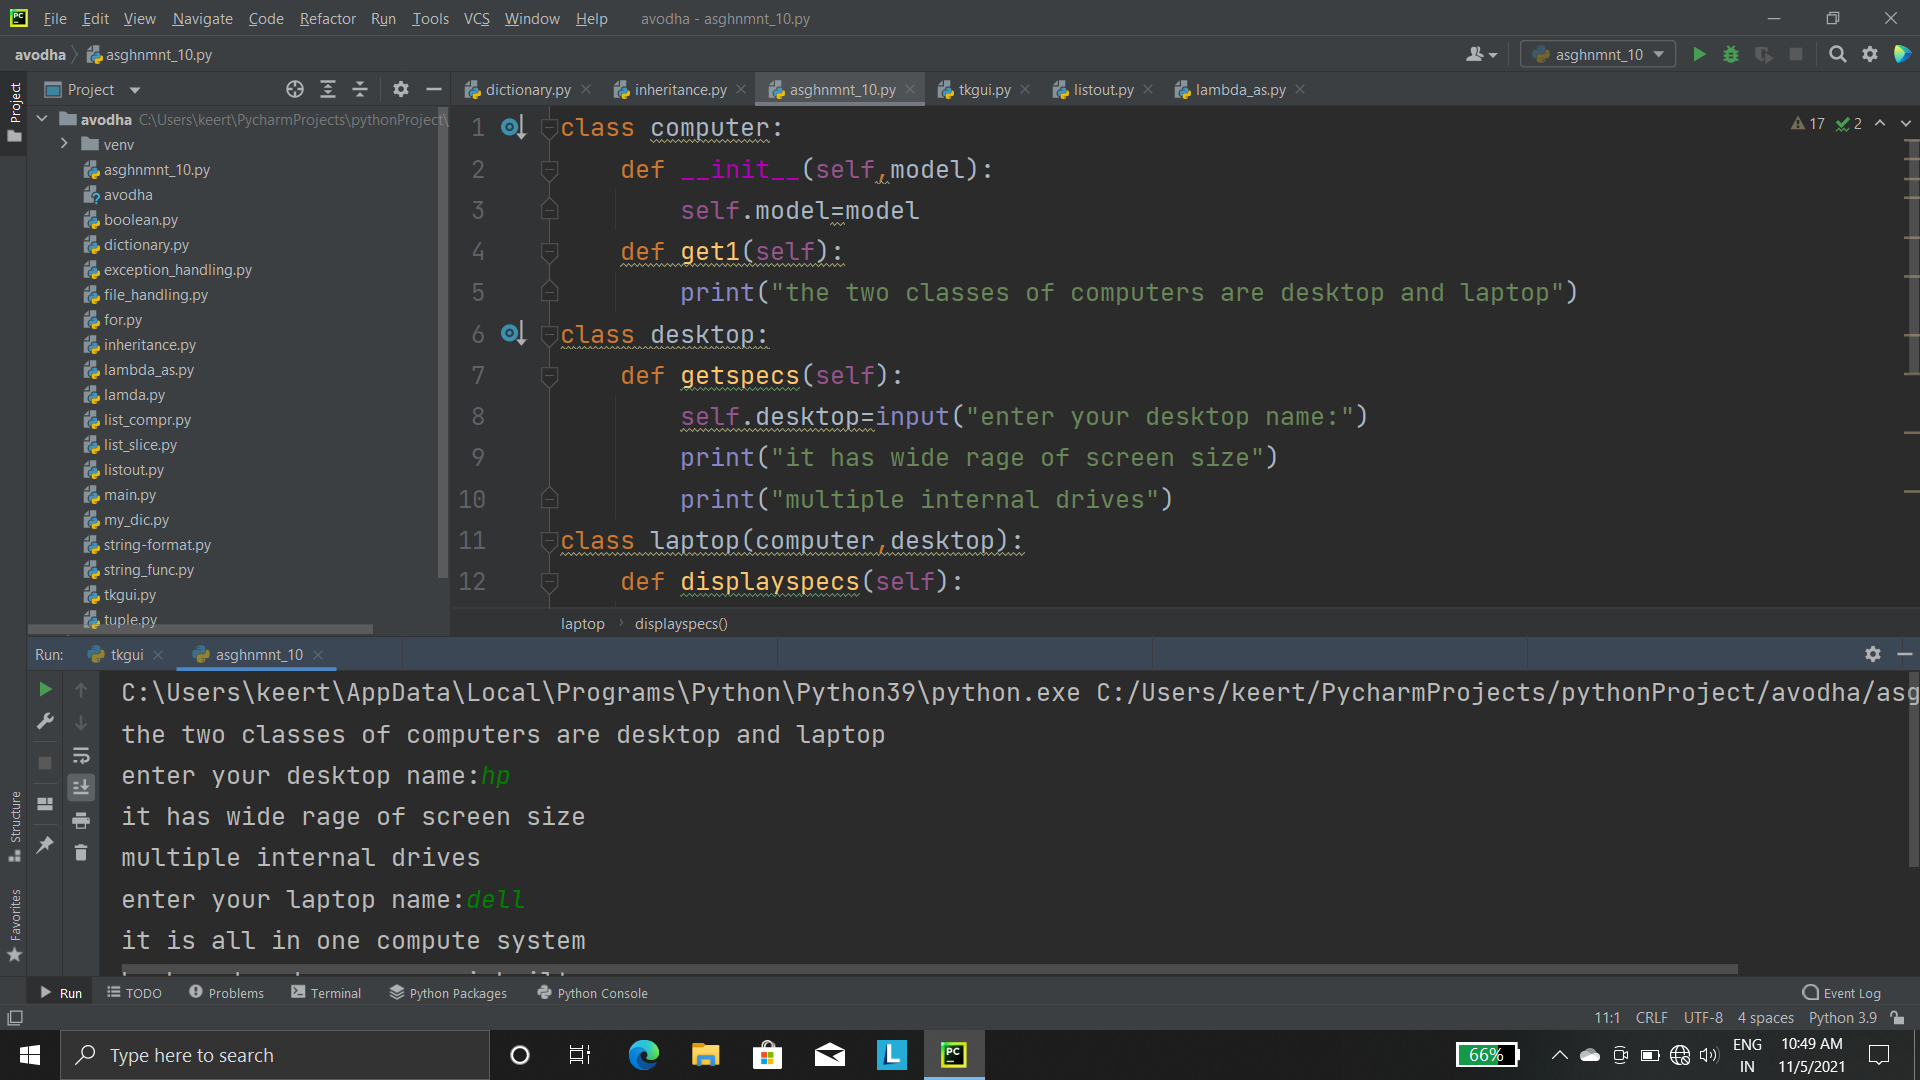 File Edit View Navigate Code Refactor Run Tools VCS Window Help avodha - asghnmnt_10.py
avodha asghnmnt_10.py asghnmnt_10
Project
Project
dictionary.py inheritance.py asghnmnt_10.py tkgui.py listout.py lambda_as.py
avodha C:\Users\keert\PycharmProjects\pythonProject\
venv
asghnmnt_10.py
avodha
boolean.py
dictionary.py
exception_handling.py
file_handling.py
for.py
inheritance.py
lambda_as.py
lamda.py
list_compr.py
list_slice.py
listout.py
main.py
my_dic.py
string-format.py
string_func.py
tkgui.py
tuple.py
17 2
1 class computer:
2 def __init__(self,model):
3 self.model=model
4 def get1(self):
5 print("the two classes of computers are desktop and laptop")
6 class desktop:
7 def getspecs(self):
8 self.desktop=input("enter your desktop name:")
9 print("it has wide rage of screen size")
10 print("multiple internal drives")
11 class laptop(computer,desktop):
12 def displayspecs(self):
laptop displayspecs()
Run: tkgui asghnmnt_10
C:\Users\keert\AppData\Local\Programs\Python\Python39\python.exe C:/Users/keert/PycharmProjects/pythonProject/avodha/asg
the two classes of computers are desktop and laptop
enter your desktop name:hp
it has wide rage of screen size
multiple internal drives
enter your laptop name:dell
it is all in one compute system
Structure
Favorites
Run TODO Problems Terminal Python Packages Python Console Event Log
11:1 CRLF UTF-8 4 spaces Python 3.9
Type here to search
L
PC
66%
ENG
IN
10:49 AM
11/5/2021